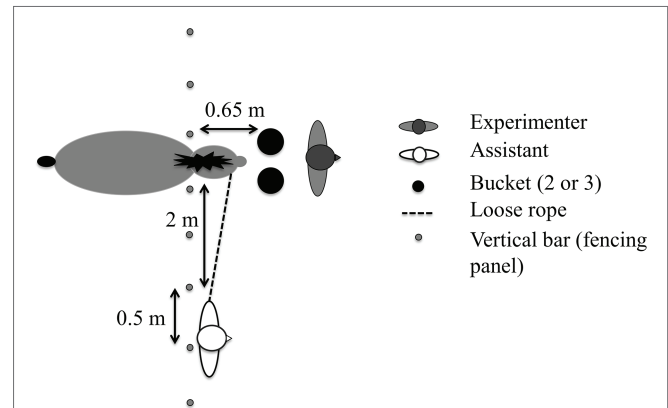 0.65 m
2 m
0.5 m
Experimenter
Assistant
Bucket (2 or 3)
Loose rope
Vertical bar (fencing
panel)